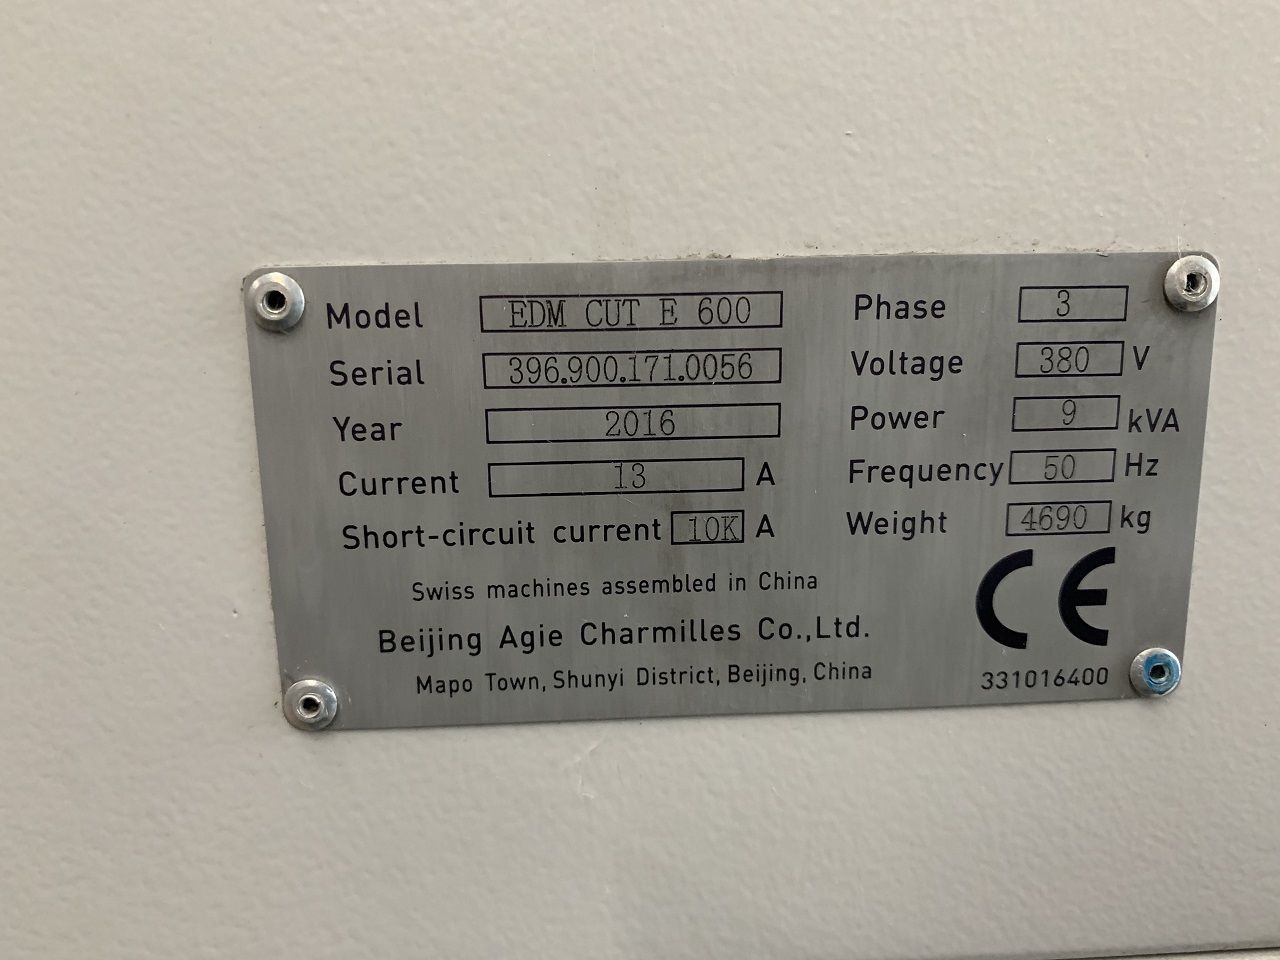 Model EDM CUT E 600
Serial 396.900.171.0056
Year 2016
Current 13 A
Short-circuit current 10K A
Phase 3
Voltage 380 V
Power 9 kVA
Frequency 50 Hz
Weight 4690 kg
Swiss machines assembled in China
Beijing Agie Charmilles Co.,Ltd.
Mapo Town, Shunyi District, Beijing, China
CE
331016400